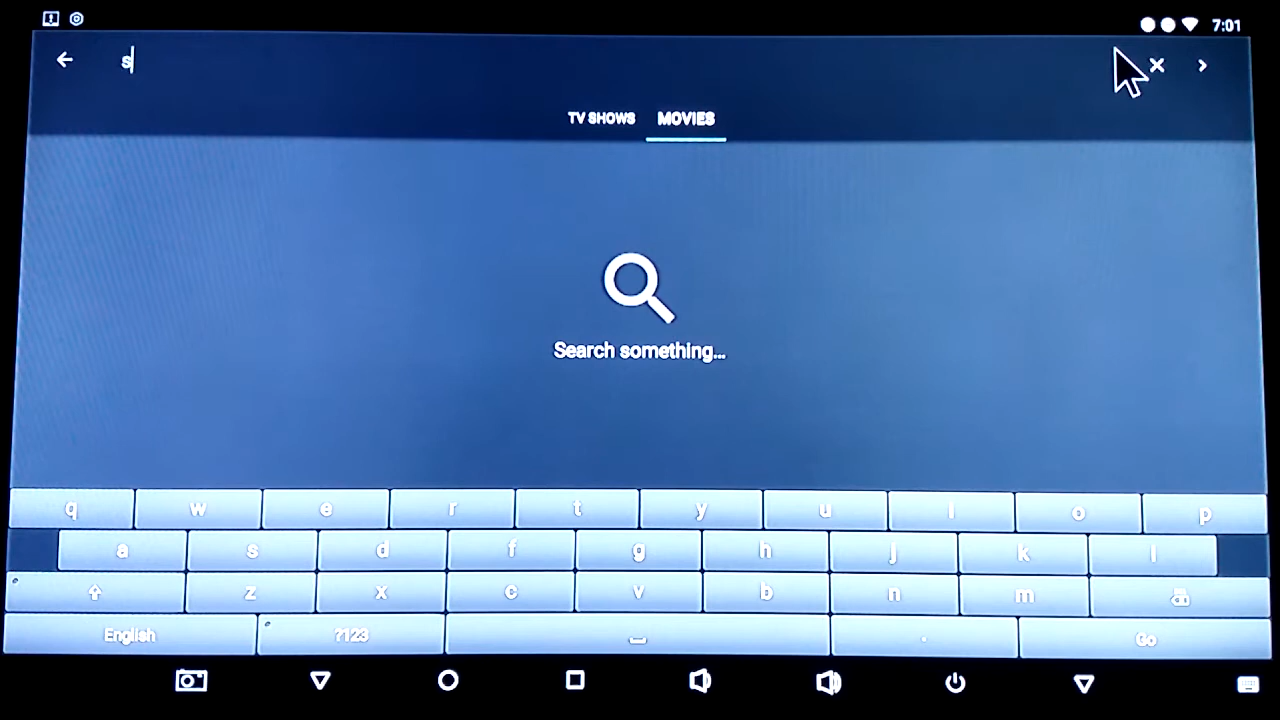 7:01
s
TV SHOWS MOVIES
Search something...
q w e r t y u i o p
a s d f g h j k l
z x c v b n m
English ?123 . Go